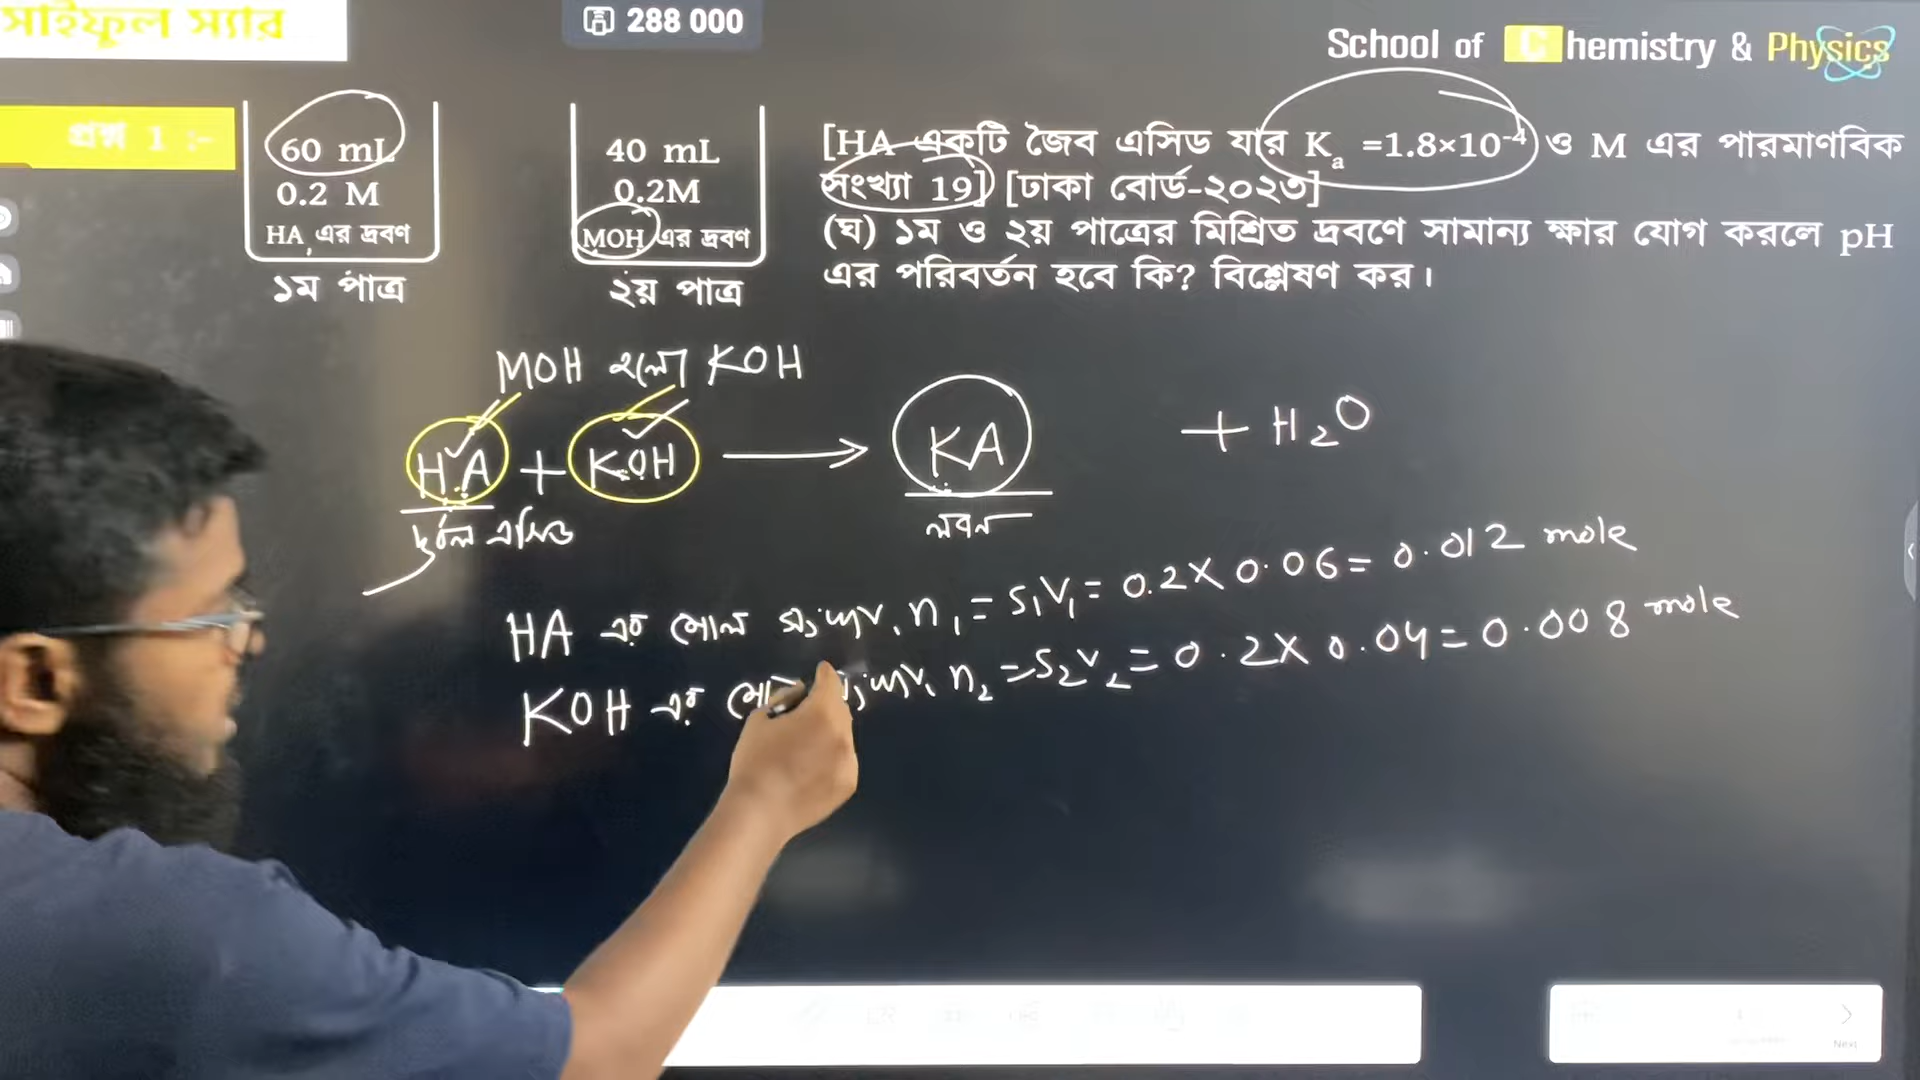 সাইফুল স্যার
288 000
School of Chemistry & Physics
প্রশ্ন 1 :-
60 mL
0.2 M
HA এর দ্রবণ
১ম পাত্র
40 mL
0.2M
MOH এর দ্রবণ
২য় পাত্র
[HA একটি জৈব এসিড যার Ka =1.8×10⁻⁴ ও M এর পারমাণবিক
সংখ্যা 19] [ঢাকা বোর্ড-২০২৩]
(ঘ) ১ম ও ২য় পাত্রের মিশ্রিত দ্রবণে সামান্য ক্ষার যোগ করলে pH
এর পরিবর্তন হবে কি? বিশ্লেষণ কর।
MOH হলো KOH
HA + KOH ⟶ KA + H₂O
দুর্বল এসিড লবন
HA এর মোল সংখ্যা, n₁ = S₁V₁ = 0.2 X 0.06 = 0.012 mole
KOH এর n₂ = S₂V₂ = 0.2 X 0.04 = 0.008 mole
Next